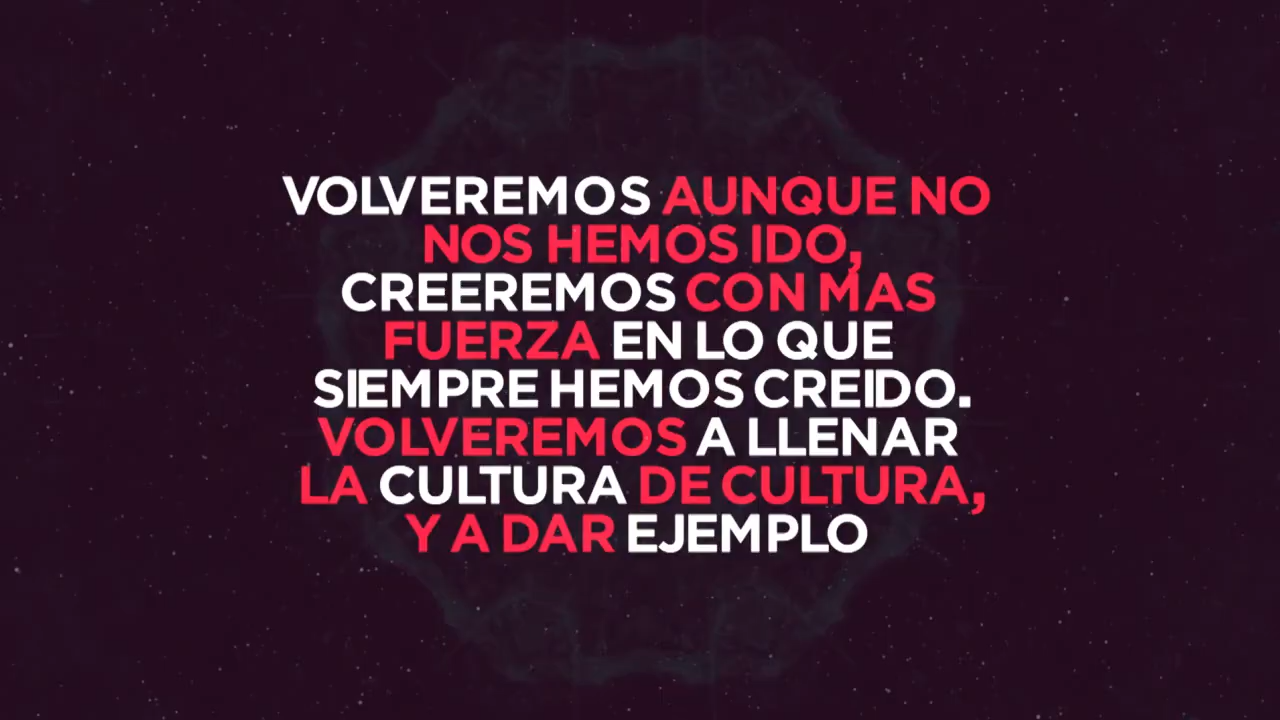 VOLVEREMOS AUNQUE NO
NOS HEMOS IDO,
CREEREMOS CON MAS
FUERZA EN LO QUE
SIEMPRE HEMOS CREIDO.
VOLVEREMOS A LLENAR
LA CULTURA DE CULTURA,
Y A DAR EJEMPLO